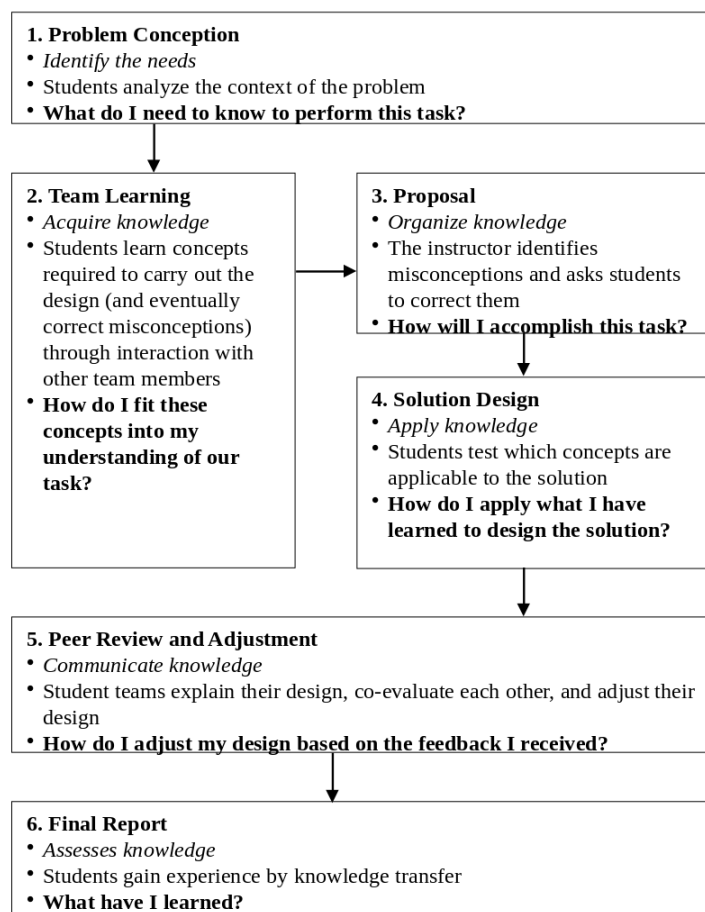 1. Problem Conception
• Identify the needs
• Students analyze the context of the problem
• What do I need to know to perform this task?
2. Team Learning
• Acquire knowledge
• Students learn concepts
required to carry out the
design (and eventually
correct misconceptions)
through interaction with
other team members
• How do I fit these
concepts into my
understanding of our
task?
3. Proposal
• Organize knowledge
• The instructor identifies
misconceptions and asks students
to correct them
• How will I accomplish this task?
4. Solution Design
• Apply knowledge
• Students test which concepts are
applicable to the solution
• How do I apply what I have
learned to design the solution?
5. Peer Review and Adjustment
• Communicate knowledge
• Student teams explain their design, co-evaluate each other, and adjust their
design
• How do I adjust my design based on the feedback I received?
6. Final Report
• Assesses knowledge
• Students gain experience by knowledge transfer
• What have I learned?